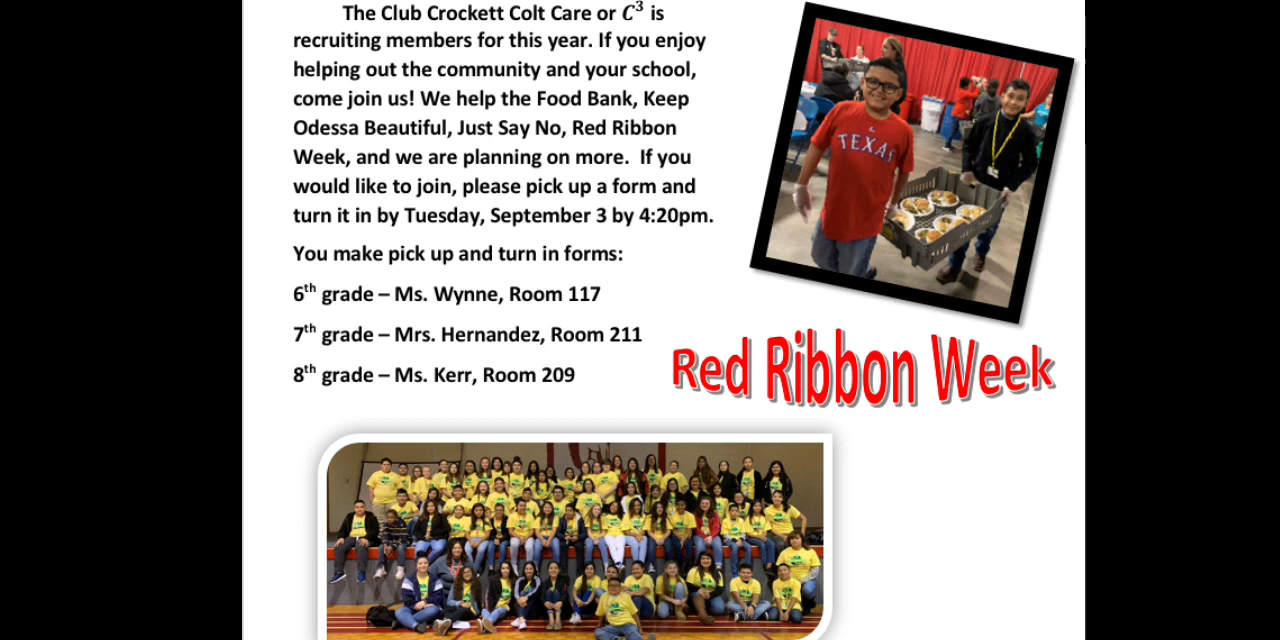 The Club Crockett Colt Care or C³ is
recruiting members for this year. If you enjoy
helping out the community and your school,
come join us! We help the Food Bank, Keep
Odessa Beautiful, Just Say No, Red Ribbon
Week, and we are planning on more.  If you
would like to join, please pick up a form and
turn it in by Tuesday, September 3 by 4:20pm.
You make pick up and turn in forms:
6th grade – Ms. Wynne, Room 117
7th grade – Mrs. Hernandez, Room 211
8th grade – Ms. Kerr, Room 209
TEXAS
Red Ribbon Week